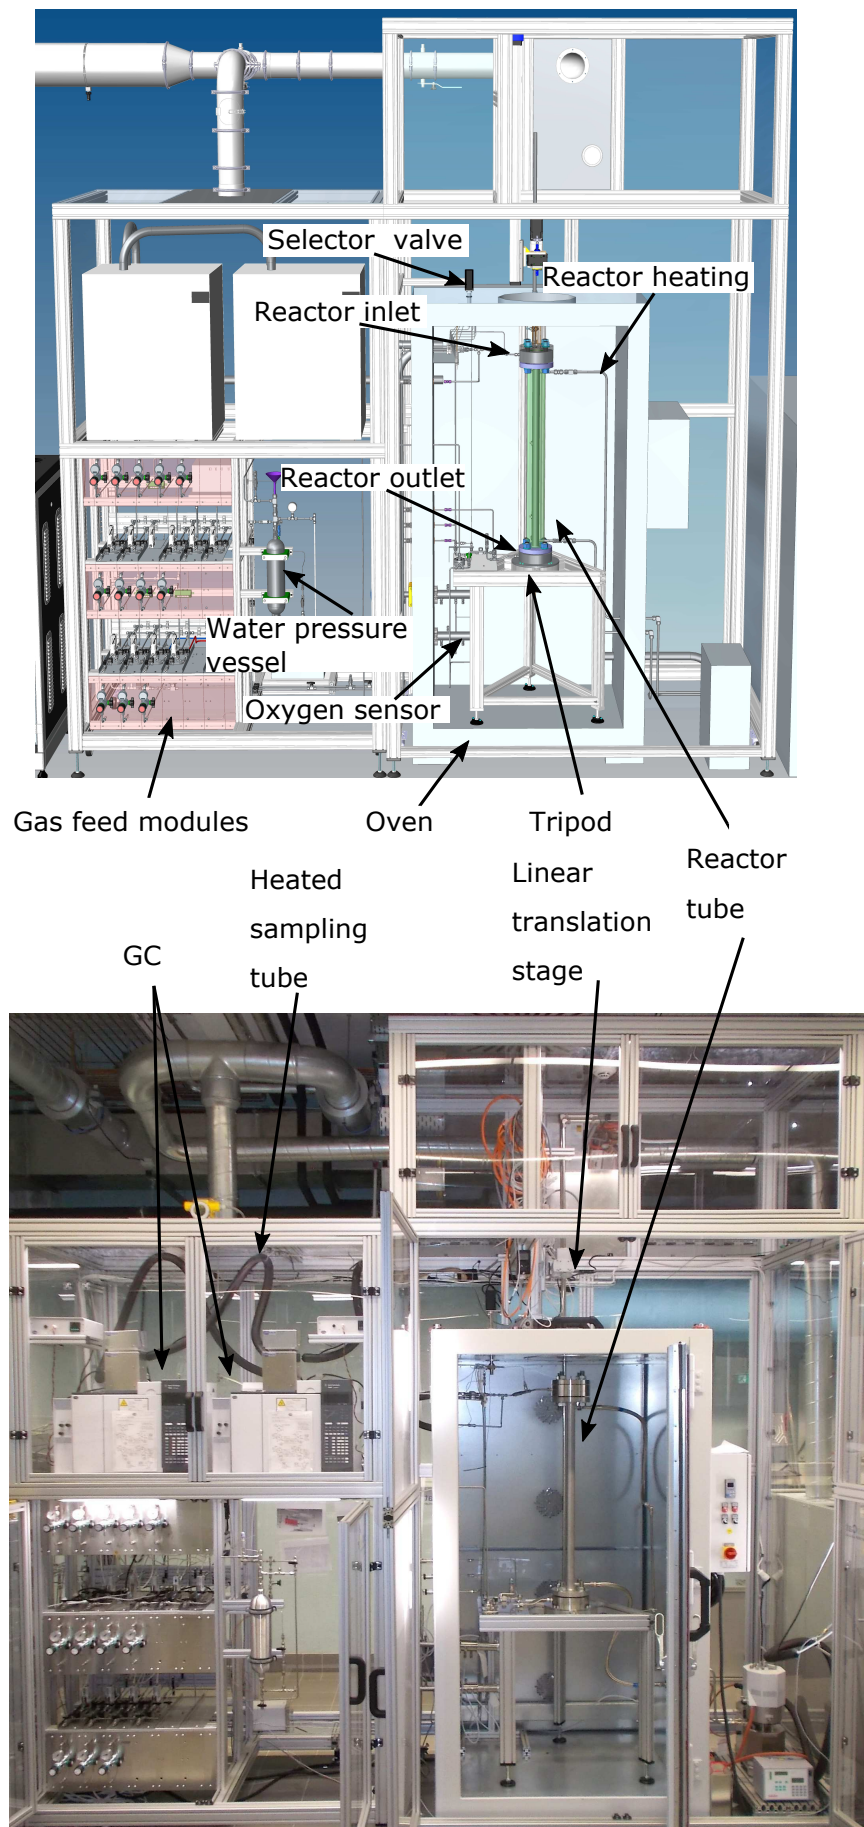 Selector valve
Reactor heating
Reactor inlet
Reactor outlet
Water pressure
vessel
Oxygen sensor
Gas feed modules
Oven
Tripod
Reactor
tube
Heated
sampling
tube
Linear
translation
stage
GC